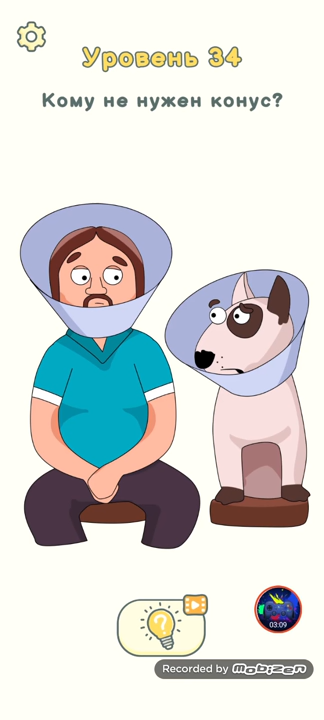 Уровень 34
Кому не нужен конус?
?
03:09
Recorded by Mobizen